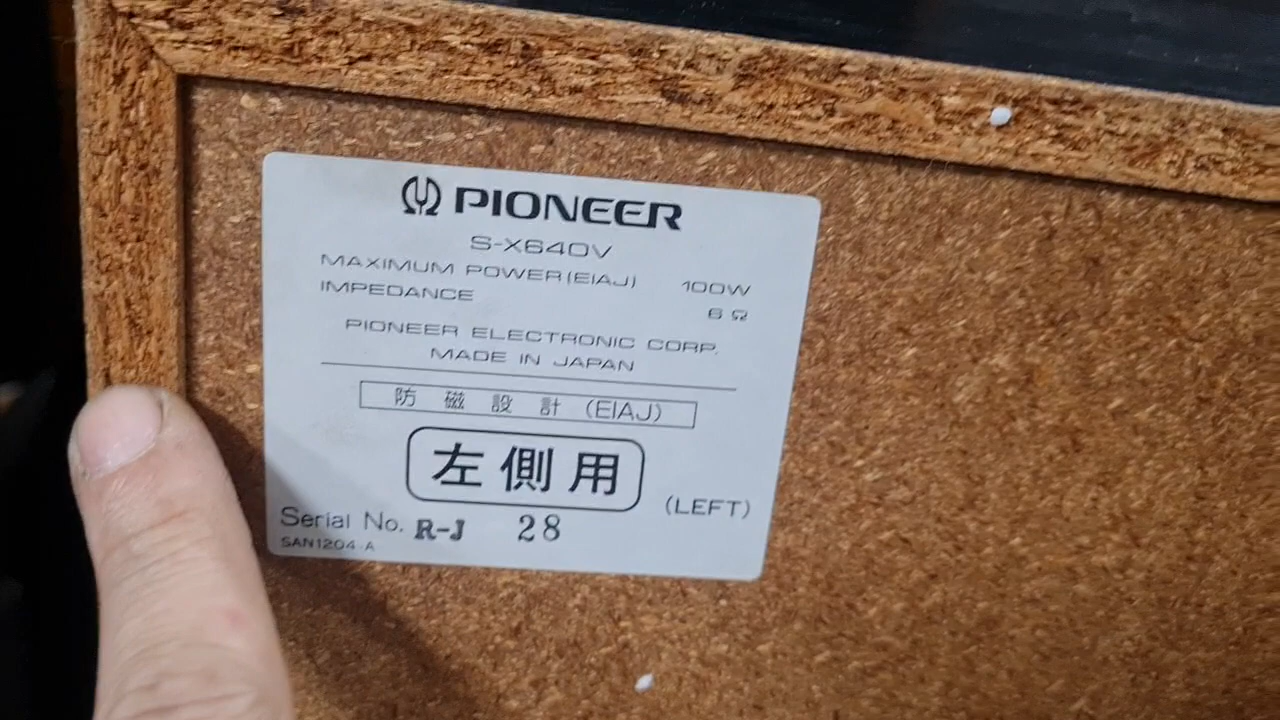 PIONEER
S-X640V
MAXIMUM POWER(EIAJ) 100W
IMPEDANCE 6 Ω
PIONEER ELECTRONIC CORP.
MADE IN JAPAN
防磁設計 (EIAJ)
左側用 (LEFT)
Serial No. R-J 28
SAN1204-A